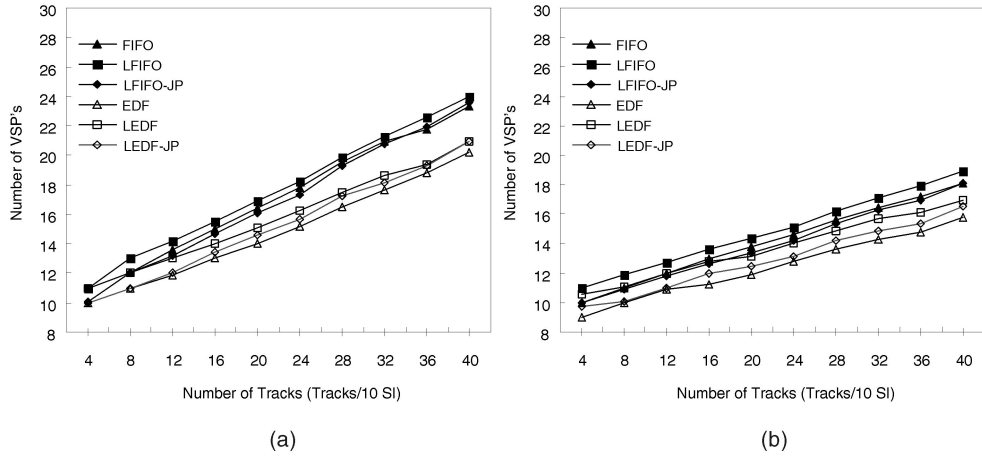 30
28
26
24
22
20
18
16
14
12
10
8
Number of VSP's
FIFO
LFIFO
LFIFO-JP
EDF
LEDF
LEDF-JP
4 8 12 16 20 24 28 32 36 40
Number of Tracks (Tracks/10 SI)
(a)
30
28
26
24
22
20
18
16
14
12
10
8
Number of VSP's
FIFO
LFIFO
LFIFO-JP
EDF
LEDF
LEDF-JP
4 8 12 16 20 24 28 32 36 40
Number of Tracks (Tracks/10 SI)
(b)